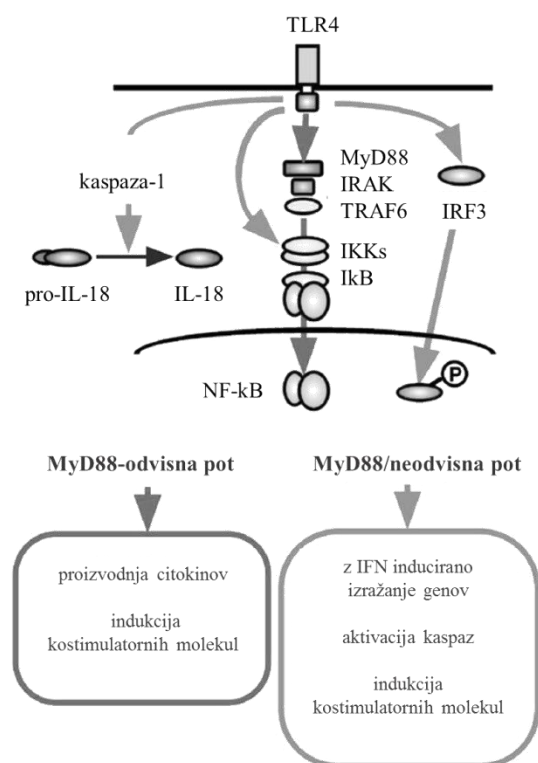 TLR4
MyD88
IRAK
TRAF6
kaspaza-1
IRF3
IKKs
IkB
pro-IL-18
IL-18
NF-kB
P
MyD88-odvisna pot
MyD88/neodvisna pot
proizvodnja citokinov
indukcija
kostimulatornih molekul
z IFN inducirano
izražanje genov
aktivacija kaspaz
indukcija
kostimulatornih molekul